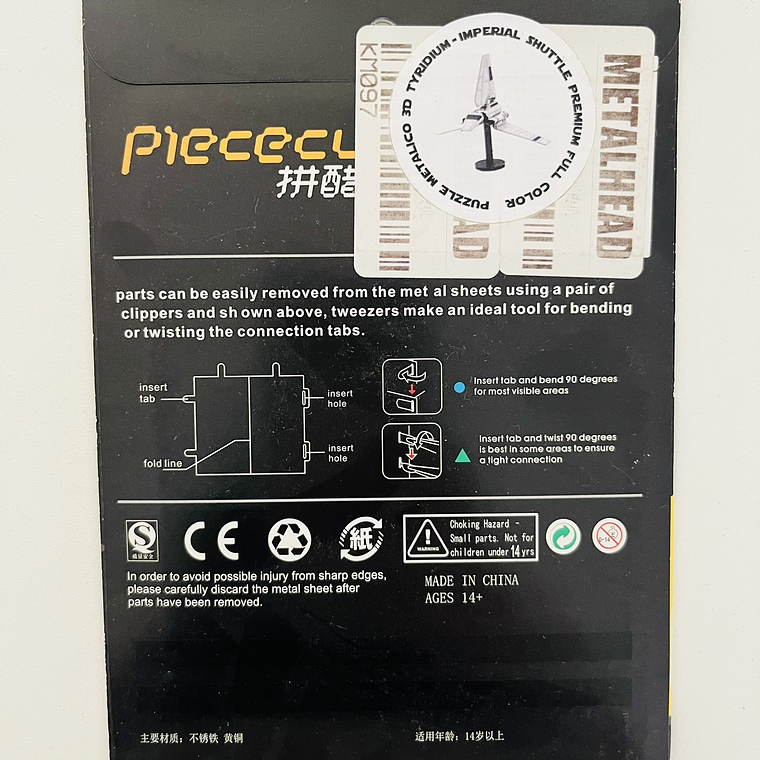 Piececu
拼酷
KM097
METALHEAD
AD
PUZZLE METALICO 3D TYRIDIUM - IMPERIAL SHUTTLE PREMIUM FULL COLOR
parts can be easily removed from the met al sheets using a pair of
clippers and sh own above, tweezers make an ideal tool for bending
or twisting the connection tabs.
insert
tab
insert
hole
insert
hole
fold line
Insert tab and bend 90 degrees
for most visible areas
Insert tab and twist 90 degrees
is best in some areas to ensure
a tight connection
S
质量安全
CE
紙
WARNING
Choking Hazard -
Small parts. Not for
children under 14 yrs
0-14
In order to avoid possible injury from sharp edges,
please carefully discard the metal sheet after
parts have been removed.
MADE IN CHINA
AGES 14+
主要材质：不锈铁 黄铜
适用年龄：14岁以上